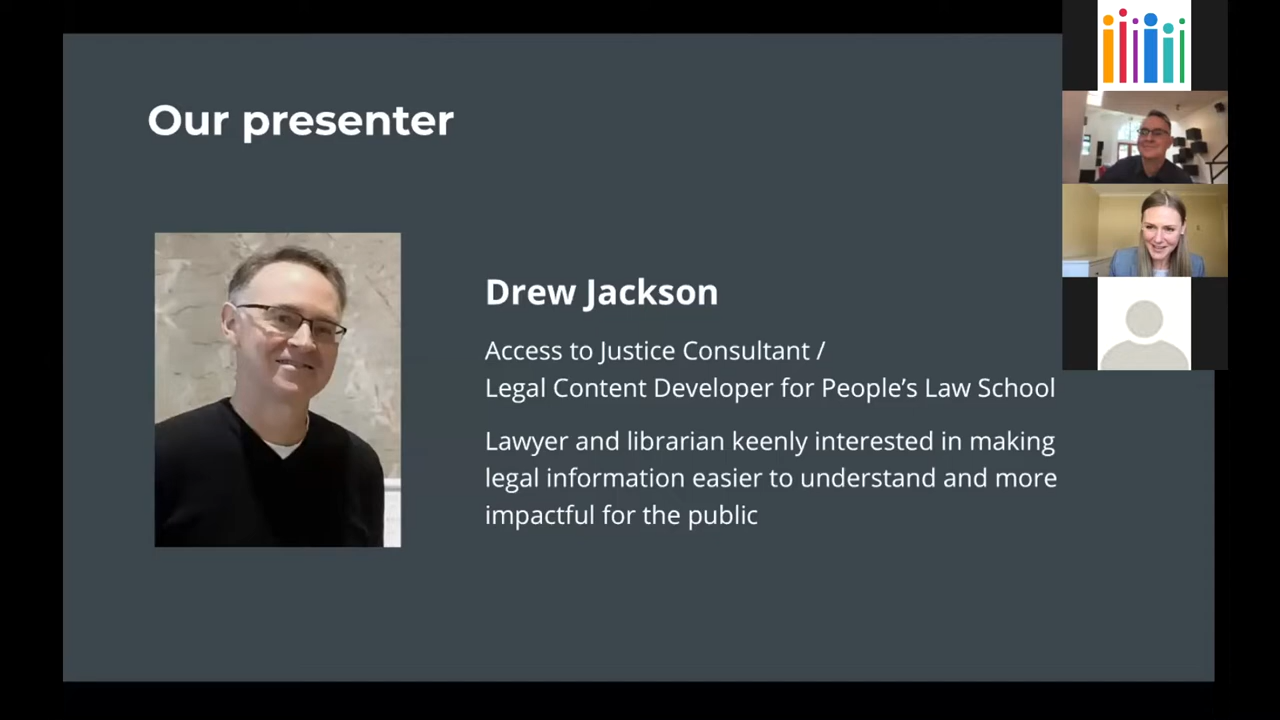 Our presenter
Drew Jackson
Access to Justice Consultant /
Legal Content Developer for People’s Law School
Lawyer and librarian keenly interested in making
legal information easier to understand and more
impactful for the public